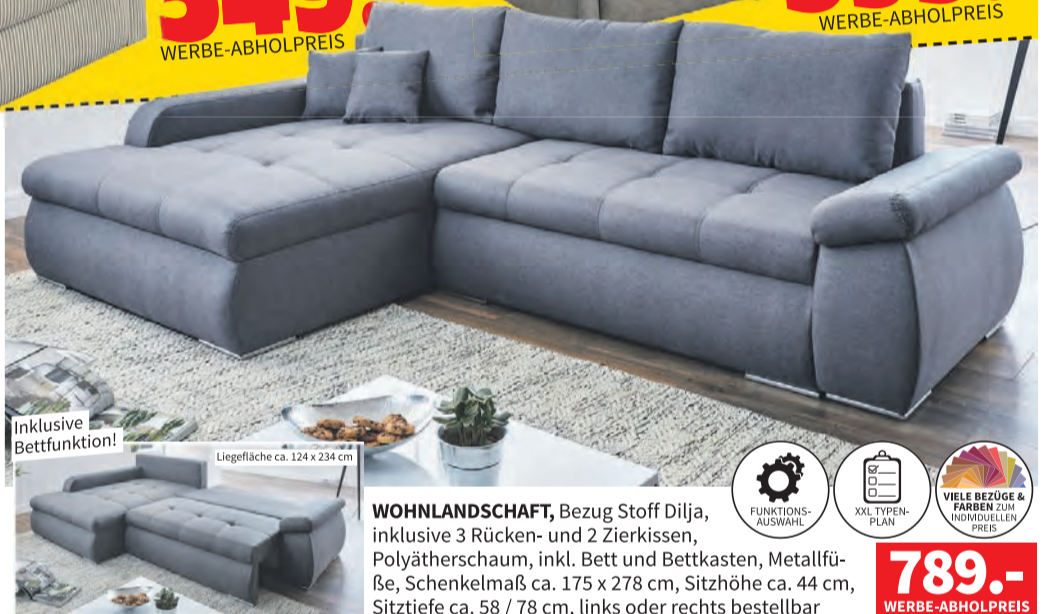 WERBE-ABHOLPREIS
WERBE-ABHOLPREIS
Inklusive
Bettfunktion!
Liegefläche ca. 124 x 234 cm
WOHNLANDSCHAFT, Bezug Stoff Dilja,
inklusive 3 Rücken- und 2 Zierkissen,
Polyätherschaum, inkl. Bett und Bettkasten, Metallfü-
ße, Schenkelmaß ca. 175 x 278 cm, Sitzhöhe ca. 44 cm,
Sitztiefe ca. 58 / 78 cm, links oder rechts bestellbar
FUNKTIONS-
AUSWAHL
XXL TYPEN-
PLAN
VIELE BEZÜGE &
FARBEN ZUM
INDIVIDUELLEN
PREIS
789.-
WERBE-ABHOLPREIS